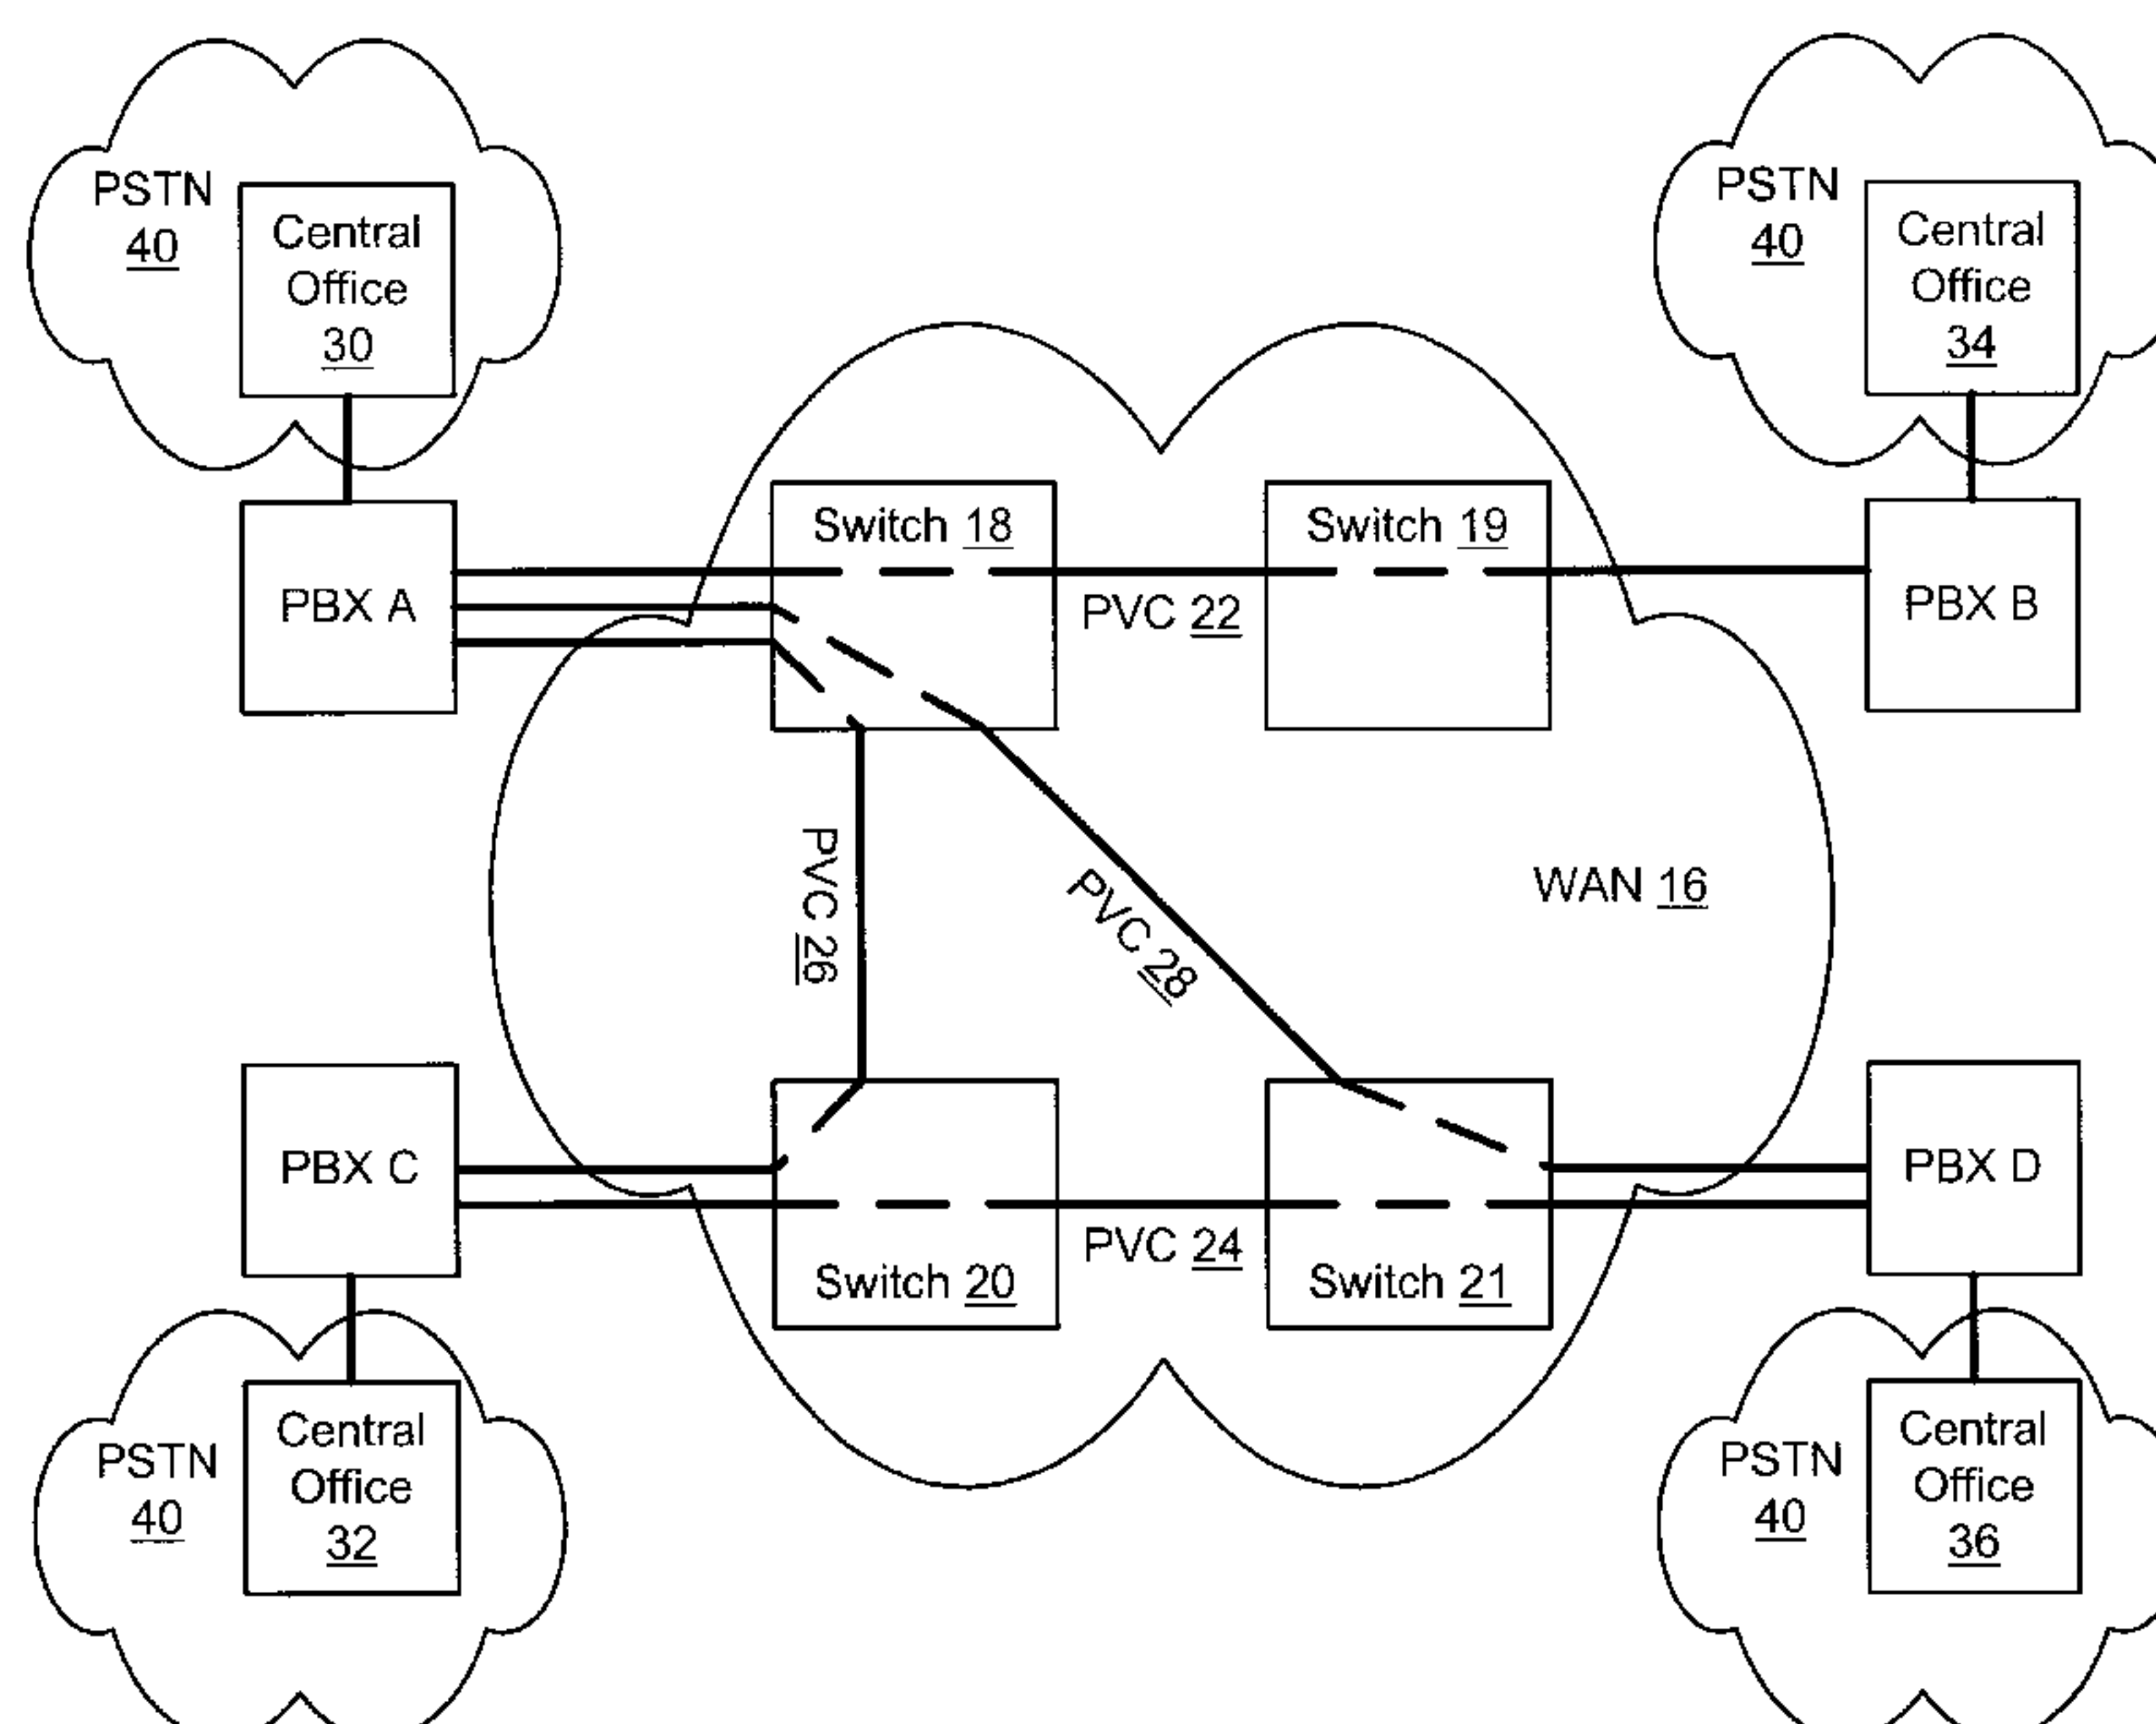 PSTN
40
Central
Office
30
PSTN
40
Central
Office
34
PBX A
Switch 18
Switch 19
PVC 22
PBX B
PVC 26
PVC 28
WAN 16
PBX C
PBX D
PVC 24
Switch 20
Switch 21
PSTN
40
Central
Office
32
PSTN
40
Central
Office
36